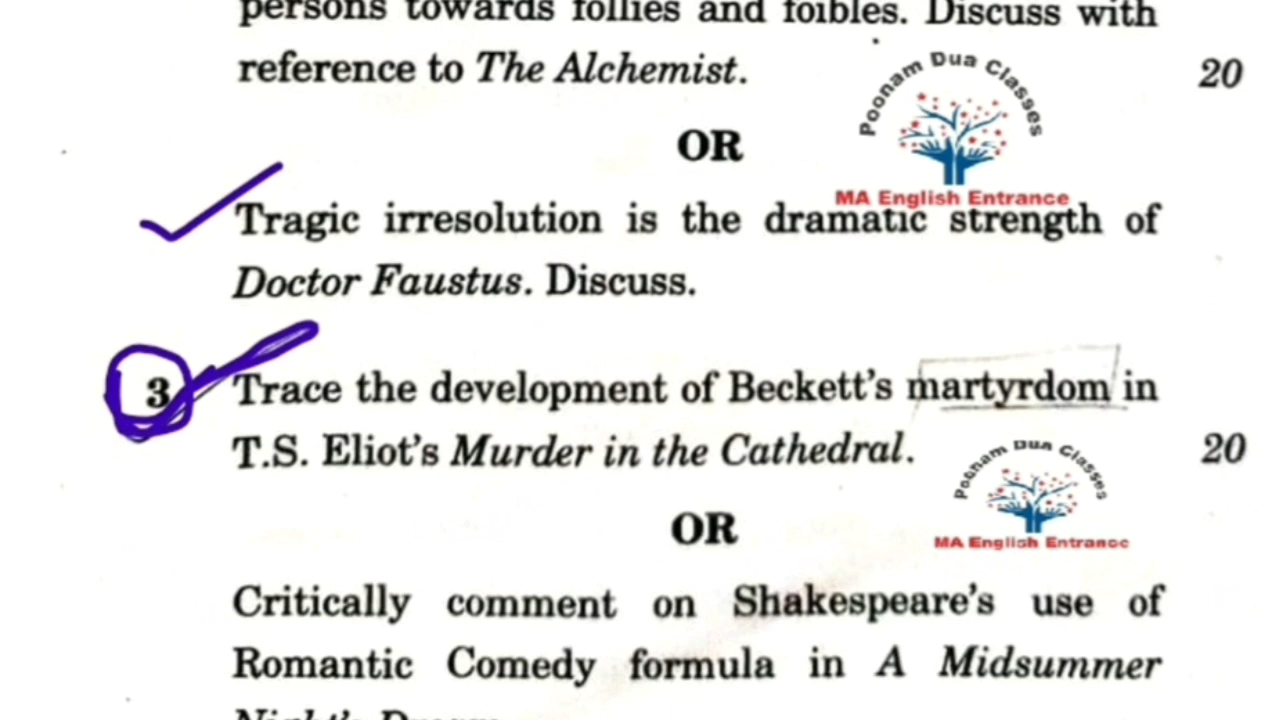 persons towards follies and foibles. Discuss with
reference to The Alchemist.
20
Poonam Dua Classes
MA English Entrance
OR
Tragic irresolution is the dramatic strength of
Doctor Faustus. Discuss.
3
Trace the development of Beckett's martyrdom in
T.S. Eliot's Murder in the Cathedral.
20
Poonam Dua Classes
MA English Entrance
OR
Critically comment on Shakespeare's use of
Romantic Comedy formula in A Midsummer
Night's Dream